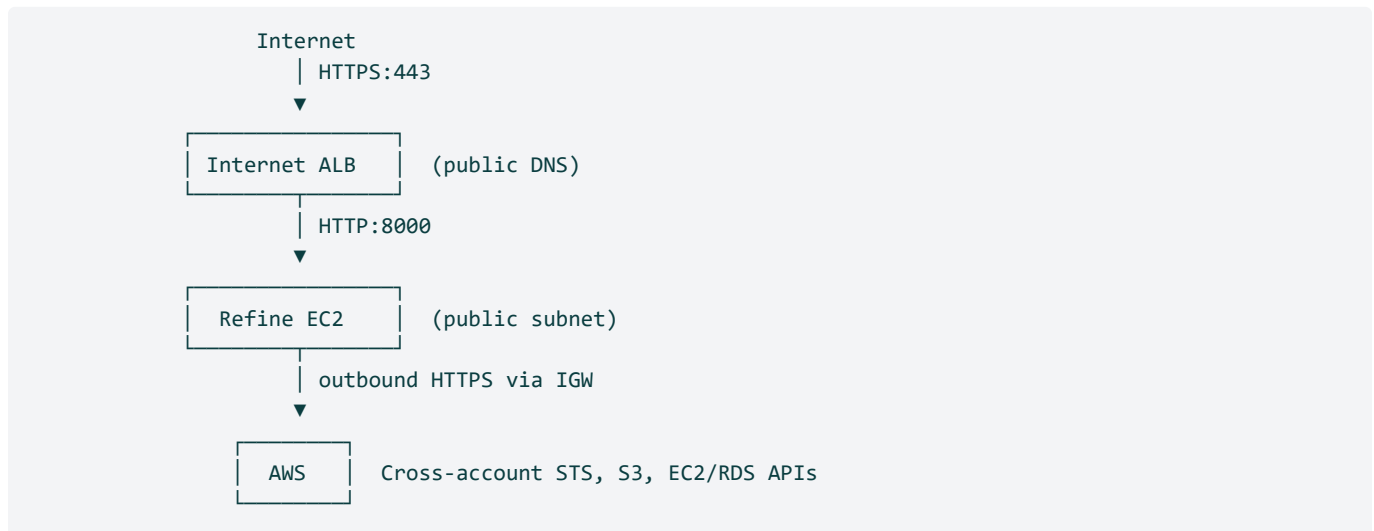 Internet
HTTPS:443
Internet ALB (public DNS)
HTTP:8000
Refine EC2 (public subnet)
outbound HTTPS via IGW
AWS Cross-account STS, S3, EC2/RDS APIs